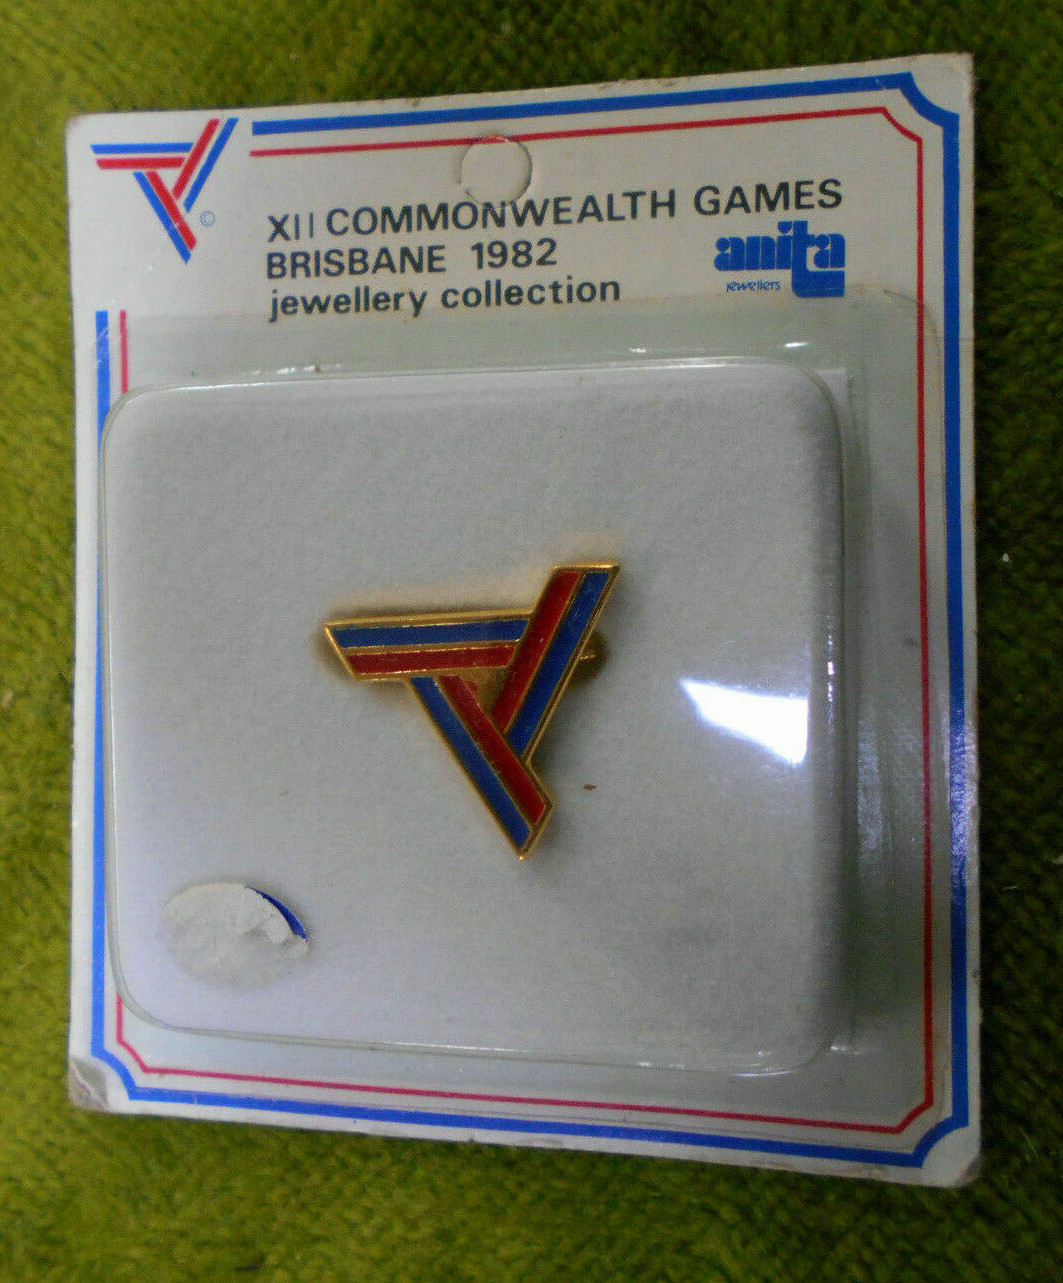 ©
XII COMMONWEALTH GAMES
BRISBANE 1982
jewellery collection
anita
jewellers